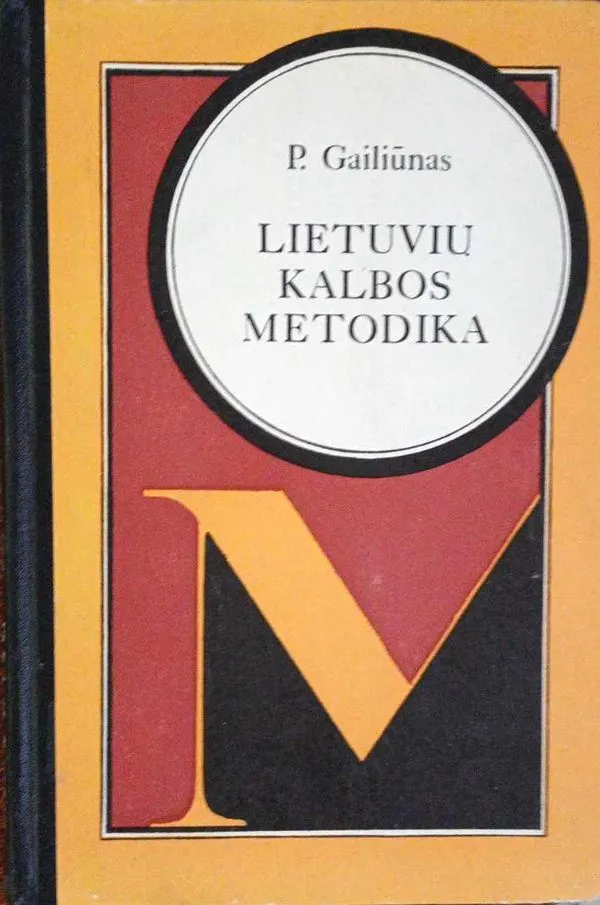 P. Gailiūnas
LIETUVIŲ
KALBOS
METODIKA
M